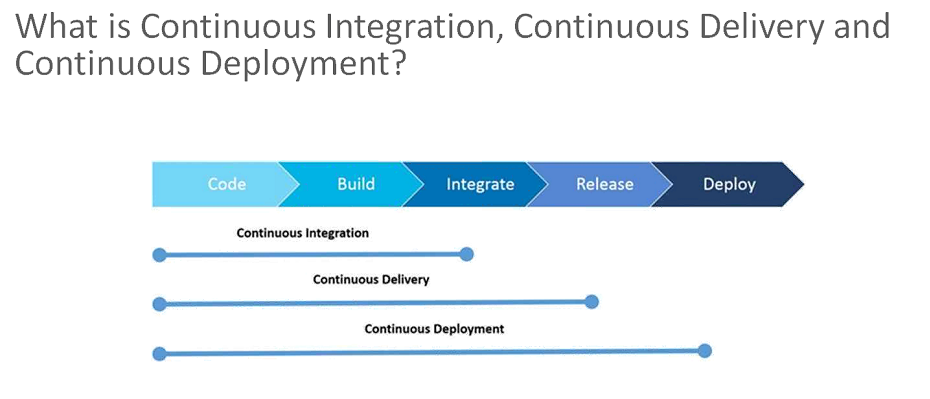 What is Continuous Integration, Continuous Delivery and
Continuous Deployment?
Code
Build
Integrate
Release
Deploy
Continuous Integration
Continuous Delivery
Continuous Deployment